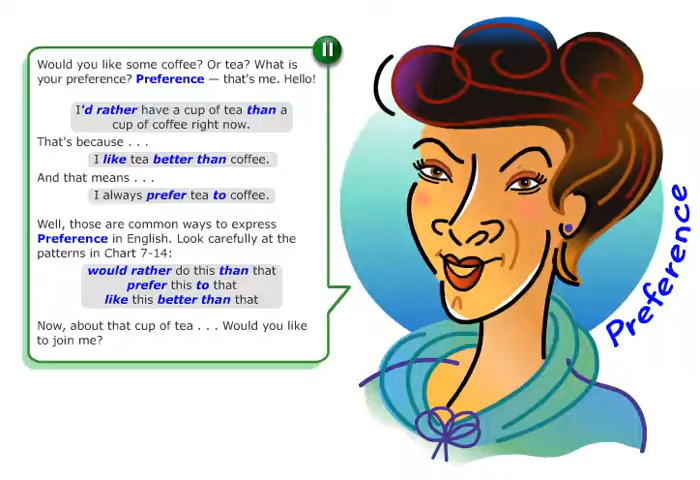 Would you like some coffee? Or tea? What is
your preference? Preference — that's me. Hello!
I'd rather have a cup of tea than a
cup of coffee right now.
That's because . . .
I like tea better than coffee.
And that means . . .
I always prefer tea to coffee.
Well, those are common ways to express
Preference in English. Look carefully at the
patterns in Chart 7-14:
would rather do this than that
prefer this to that
like this better than that
Now, about that cup of tea . . . Would you like
to join me?
Preference